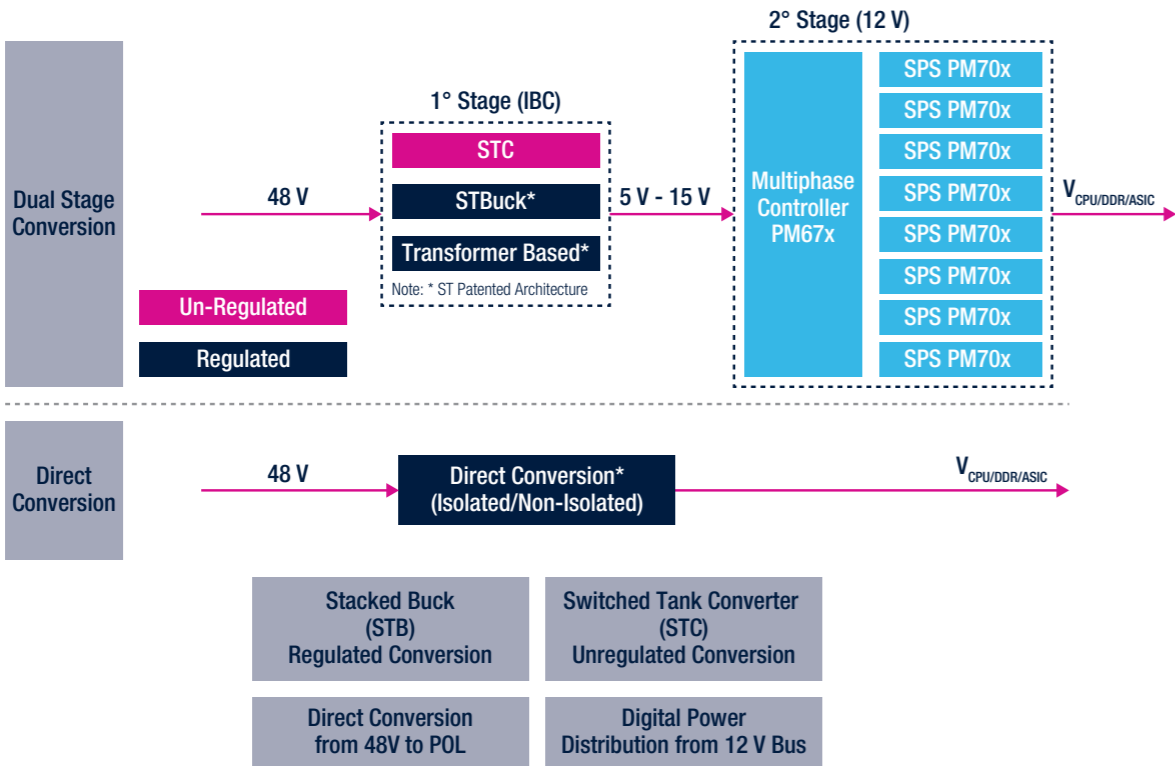 2° Stage (12 V)
1° Stage (IBC)
Dual Stage
Conversion
48 V
STC
STBuck*
Transformer Based*
Note: * ST Patented Architecture
5 V - 15 V
Multiphase
Controller
PM67x
SPS PM70x
SPS PM70x
SPS PM70x
SPS PM70x
SPS PM70x
SPS PM70x
SPS PM70x
SPS PM70x
VCPU/DDR/ASIC
Un-Regulated
Regulated
Direct
Conversion
48 V
Direct Conversion*
(Isolated/Non-Isolated)
VCPU/DDR/ASIC
Stacked Buck
(STB)
Regulated Conversion
Switched Tank Converter
(STC)
Unregulated Conversion
Direct Conversion
from 48V to POL
Digital Power
Distribution from 12 V Bus